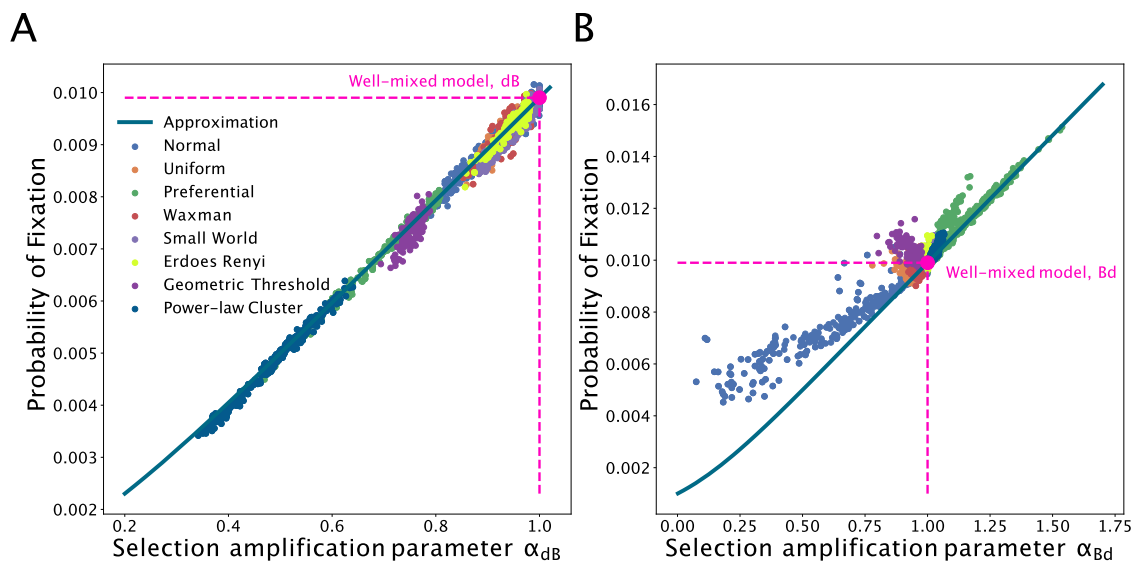 A
Probability of Fixation
0.010
0.009
0.008
0.007
0.006
0.005
0.004
0.003
0.002
Well-mixed model, dB
Approximation
Normal
Uniform
Preferential
Waxman
Small World
Erdoes Renyi
Geometric Threshold
Power-law Cluster
0.2
0.4
0.6
0.8
1.0
Selection amplification parameter αdB
B
Probability of Fixation
0.016
0.014
0.012
0.010
0.008
0.006
0.004
0.002
Well-mixed model, Bd
0.00
0.25
0.50
0.75
1.00
1.25
1.50
1.75
Selection amplification parameter αBd